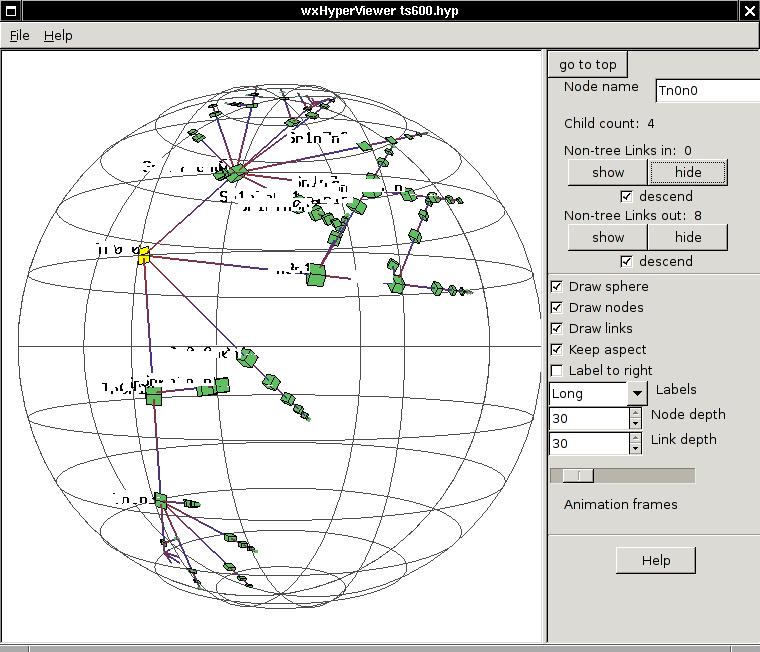 wxHyperViewer ts600.hyp
File Help
go to top
Node name Tn0n0
Child count: 4
Non-tree Links in: 0
show hide
descend
Non-tree Links out: 8
show hide
descend
Draw sphere
Draw nodes
Draw links
Keep aspect
Label to right
Long Labels
30 Node depth
30 Link depth
Animation frames
Help